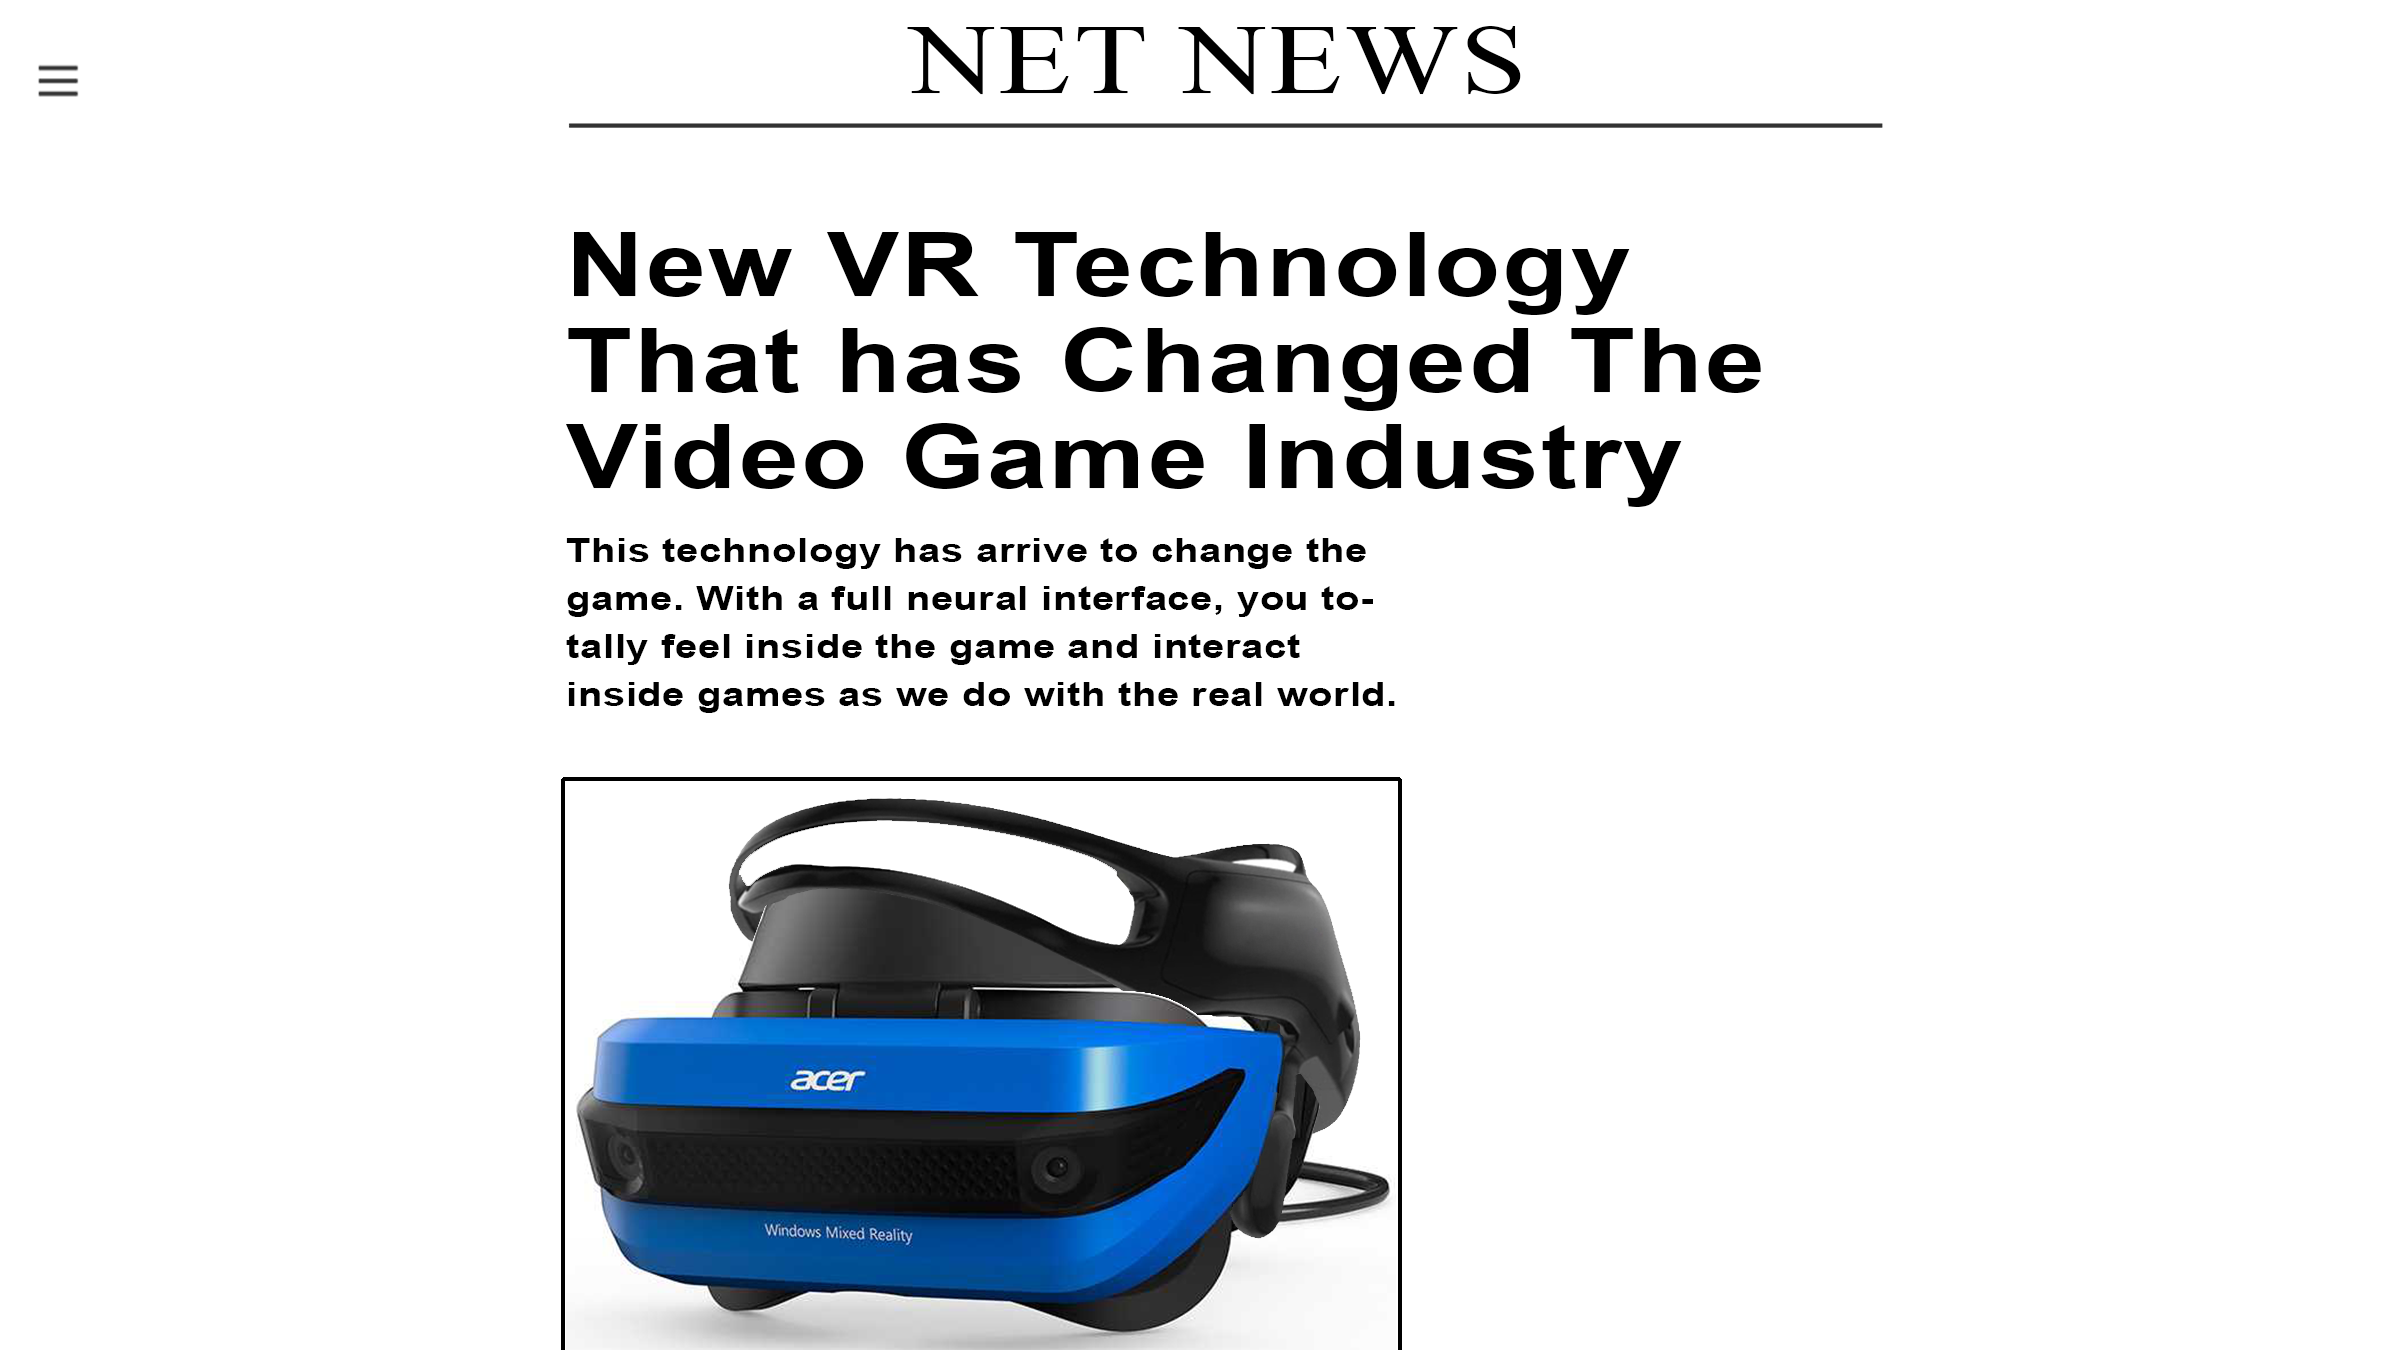 NET NEWS
New VR Technology
That has Changed The
Video Game Industry
This technology has arrive to change the
game. With a full neural interface, you to-
tally feel inside the game and interact
inside games as we do with the real world.
acer
Windows Mixed Reality